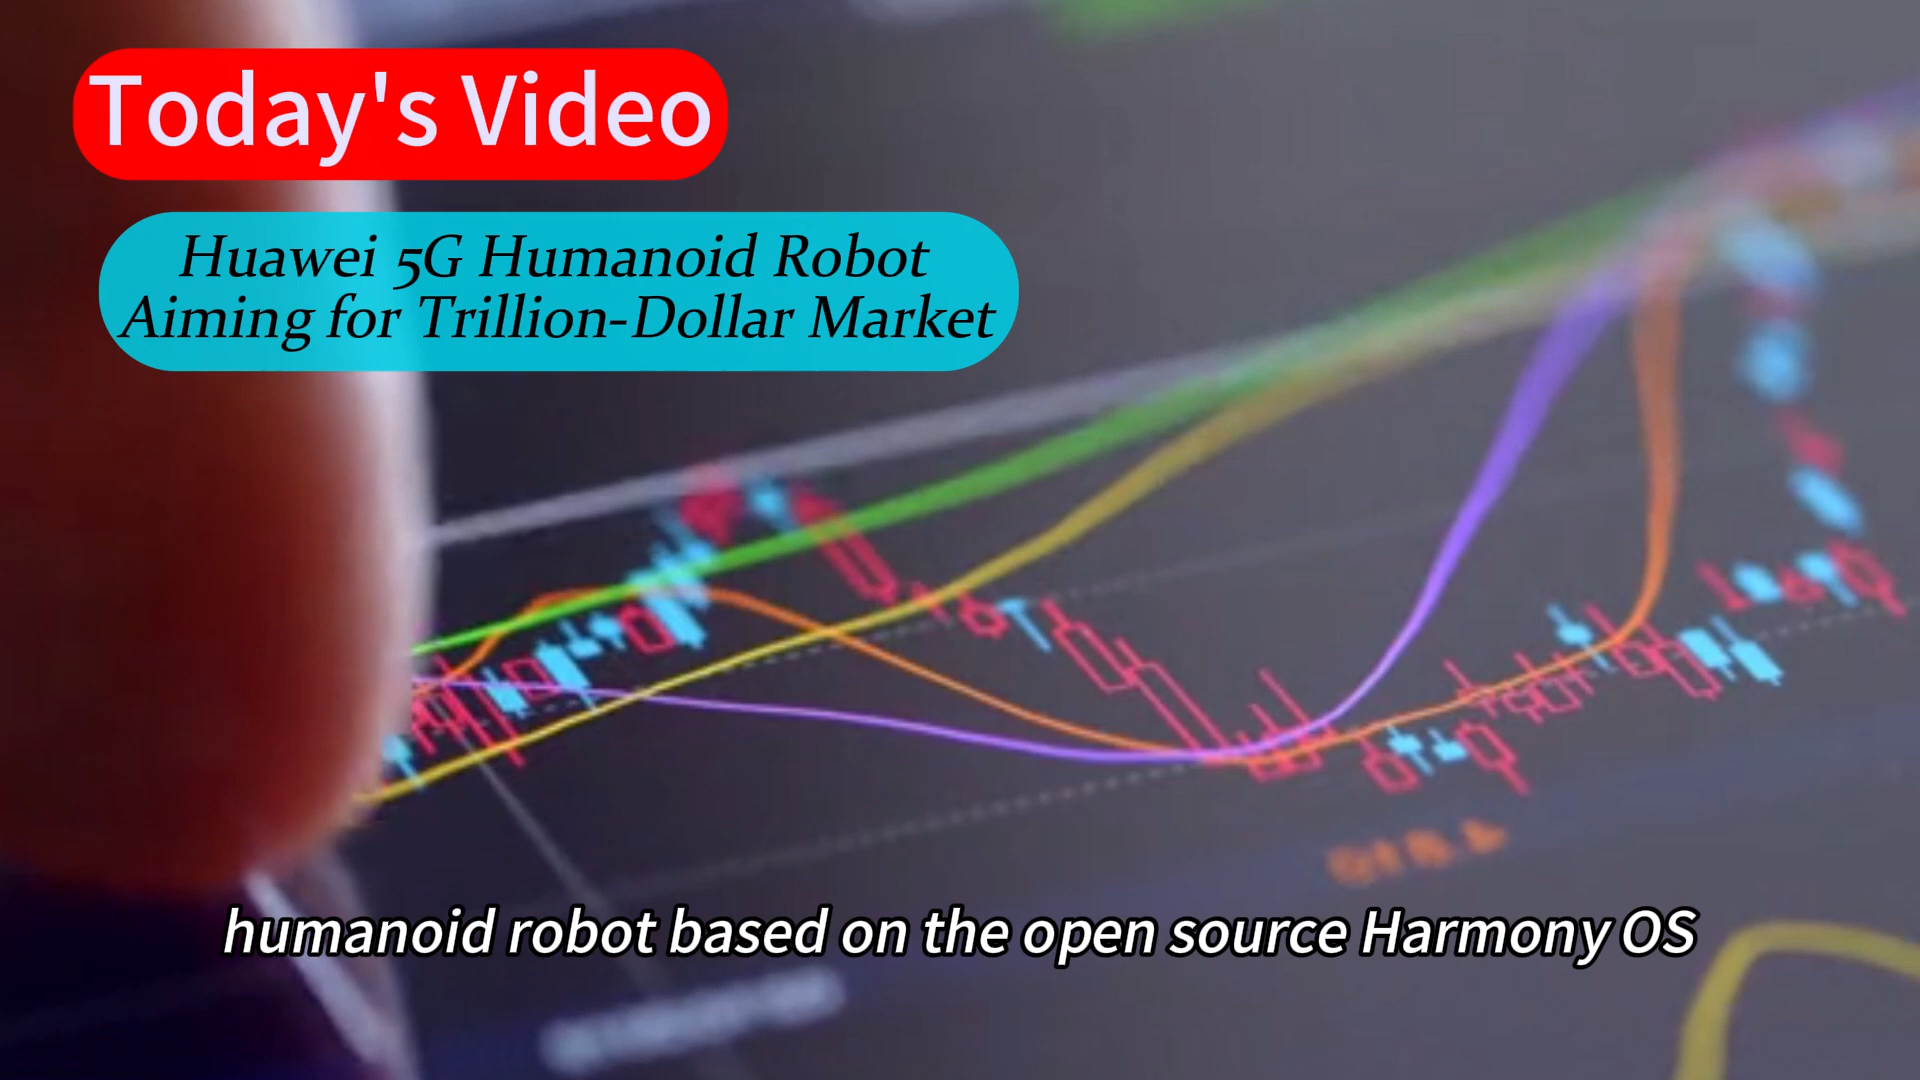 Today's Video
Huawei 5G Humanoid Robot
Aiming for Trillion-Dollar Market
humanoid robot based on the open source Harmony OS